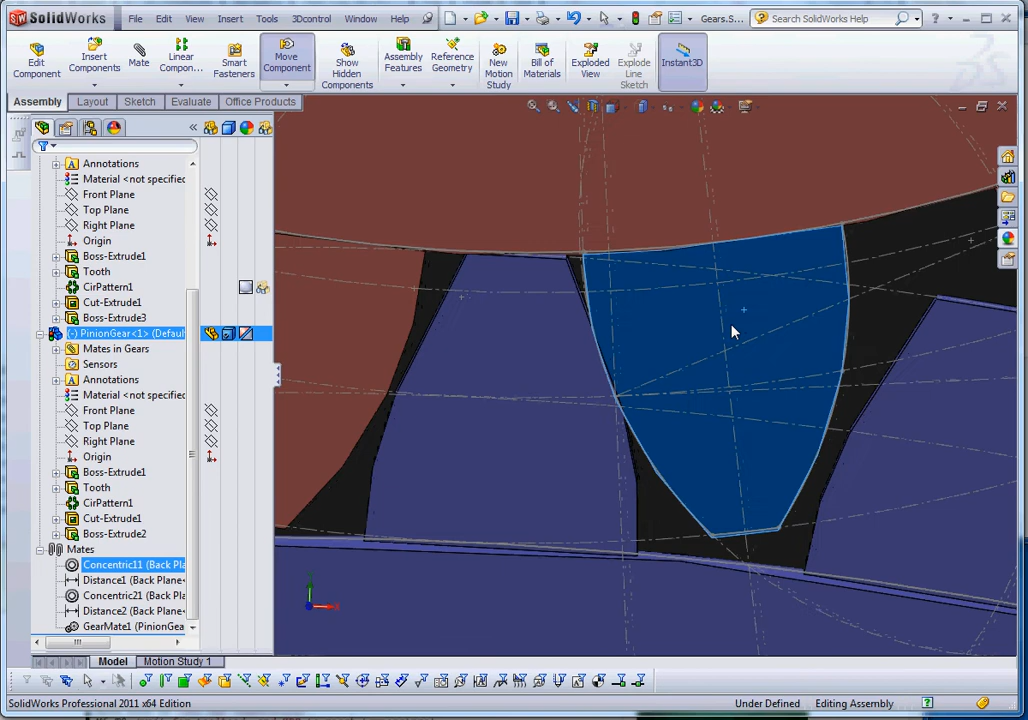 SolidWorks File Edit View Insert Tools 3Dcontrol Window Help Gears.S... Search SolidWorks Help
Edit Component
Insert Components
Mate
Linear Compon...
Smart Fasteners
Move Component
Show Hidden Components
Assembly Features
Reference Geometry
New Motion Study
Bill of Materials
Exploded View
Explode Line Sketch
Instant3D
Assembly Layout Sketch Evaluate Office Products
Annotations
Material <not specified
Front Plane
Top Plane
Right Plane
Origin
Boss-Extrude1
Tooth
CirPattern1
Cut-Extrude1
Boss-Extrude3
(-) PinionGear<1> (Defaul
Mates in Gears
Sensors
Annotations
Material <not specified
Front Plane
Top Plane
Right Plane
Origin
Boss-Extrude1
Tooth
CirPattern1
Cut-Extrude1
Boss-Extrude2
Mates
Concentric11 (Back Pla
Distance1 (Back Plane<
Concentric21 (Back Pla
Distance2 (Back Plane<
GearMate1 (PinionGea
Model Motion Study 1
SolidWorks Professional 2011 x64 Edition Under Defined Editing Assembly